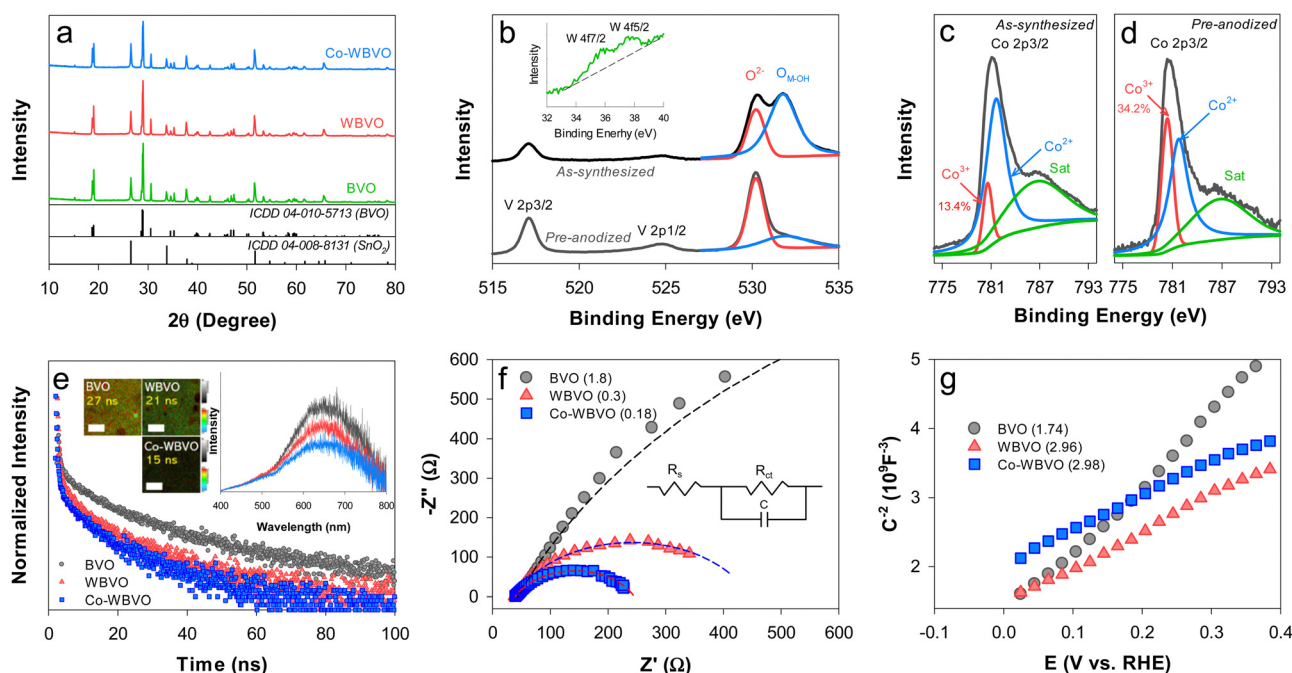 a
Co-WBVO
WBVO
BVO
ICDD 04-010-5713 (BVO)
ICDD 04-008-8131 (SnO2)
Intensity
10 20 30 40 50 60 70 80
2θ (Degree)
b
W 4f7/2
W 4f5/2
Intensity
32 34 36 38 40
Binding Enerhy (eV)
O2-
OM-OH
As-synthesized
V 2p3/2
Pre-anodized
V 2p1/2
Intensity
515 520 525 530 535
Binding Energy (eV)
c
As-synthesized
Co 2p3/2
Co3+
13.4%
Co2+
Sat
Intensity
775 781 787 793
d
Pre-anodized
Co 2p3/2
Co3+
34.2%
Co2+
Sat
775 781 787 793
Binding Energy (eV)
e
BVO
27 ns
WBVO
21 ns
Co-WBVO
15 ns
Intensity
400 500 600 700 800
Wavelength (nm)
BVO
WBVO
Co-WBVO
Normalized Intensity
0 20 40 60 80 100
Time (ns)
f
BVO (1.8)
WBVO (0.3)
Co-WBVO (0.18)
Rs
Rct
C
-Z" (Ω)
600
500
400
300
200
100
0
0 100 200 300 400 500 600
Z' (Ω)
g
BVO (1.74)
WBVO (2.96)
Co-WBVO (2.98)
C-2 (109F-3)
5
4
3
2
-0.1 0.0 0.1 0.2 0.3 0.4
E (V vs. RHE)